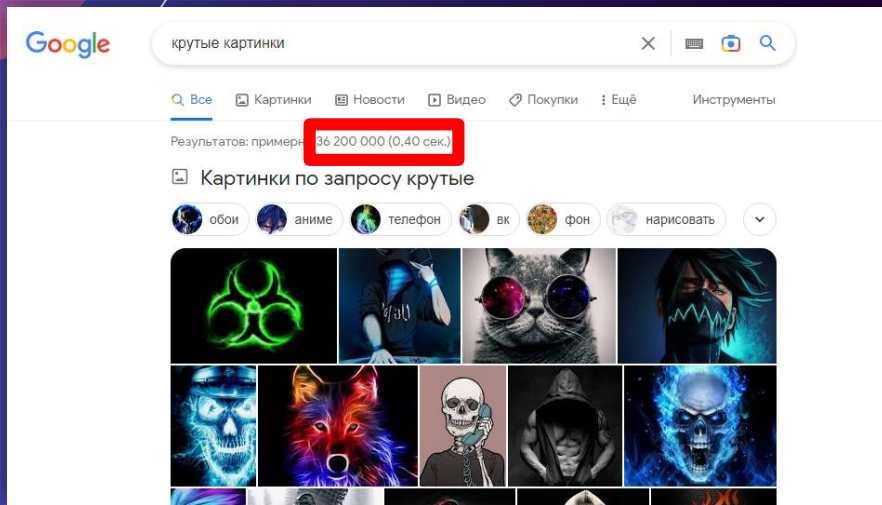 Google
крутые картинки
Все Картинки Новости Видео Покупки Ещё Инструменты
Результатов: примерн 36 200 000 (0,40 сек.)
Картинки по запросу крутые
обои аниме телефон вк фон нарисовать